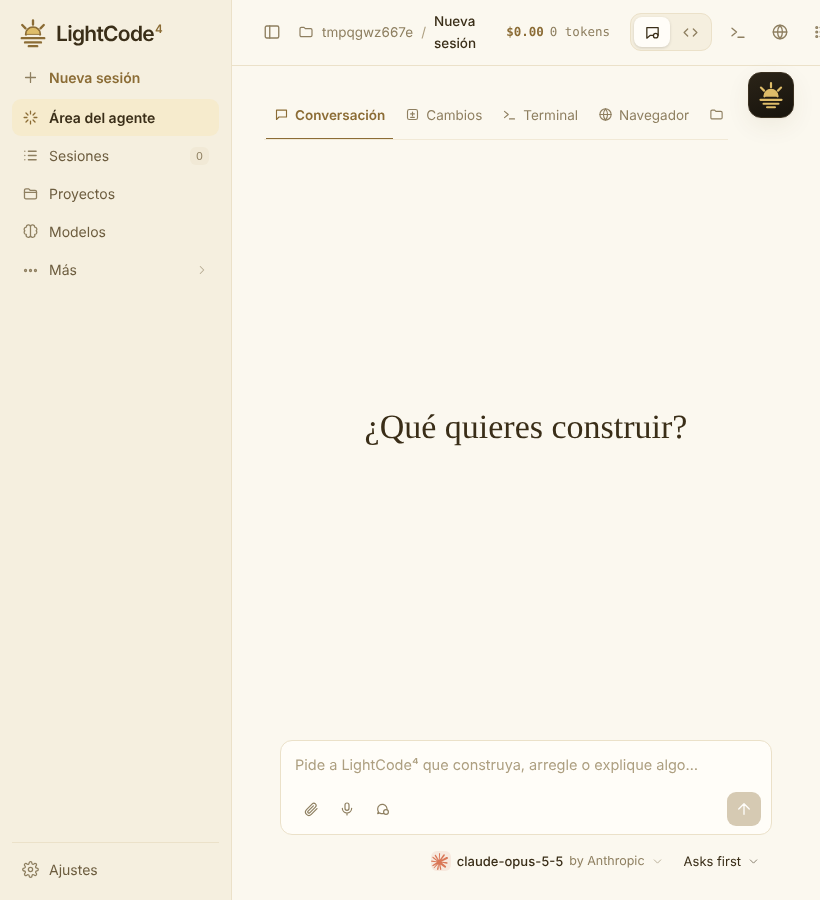 LightCode⁴
Nueva sesión
Área del agente
Sesiones 0
Proyectos
Modelos
Más
Ajustes
tmpqgwz667e / Nueva sesión
$0.00 0 tokens
Conversación Cambios Terminal Navegador
¿Qué quieres construir?
Pide a LightCode⁴ que construya, arregle o explique algo...
claude-opus-5-5 by Anthropic Asks first